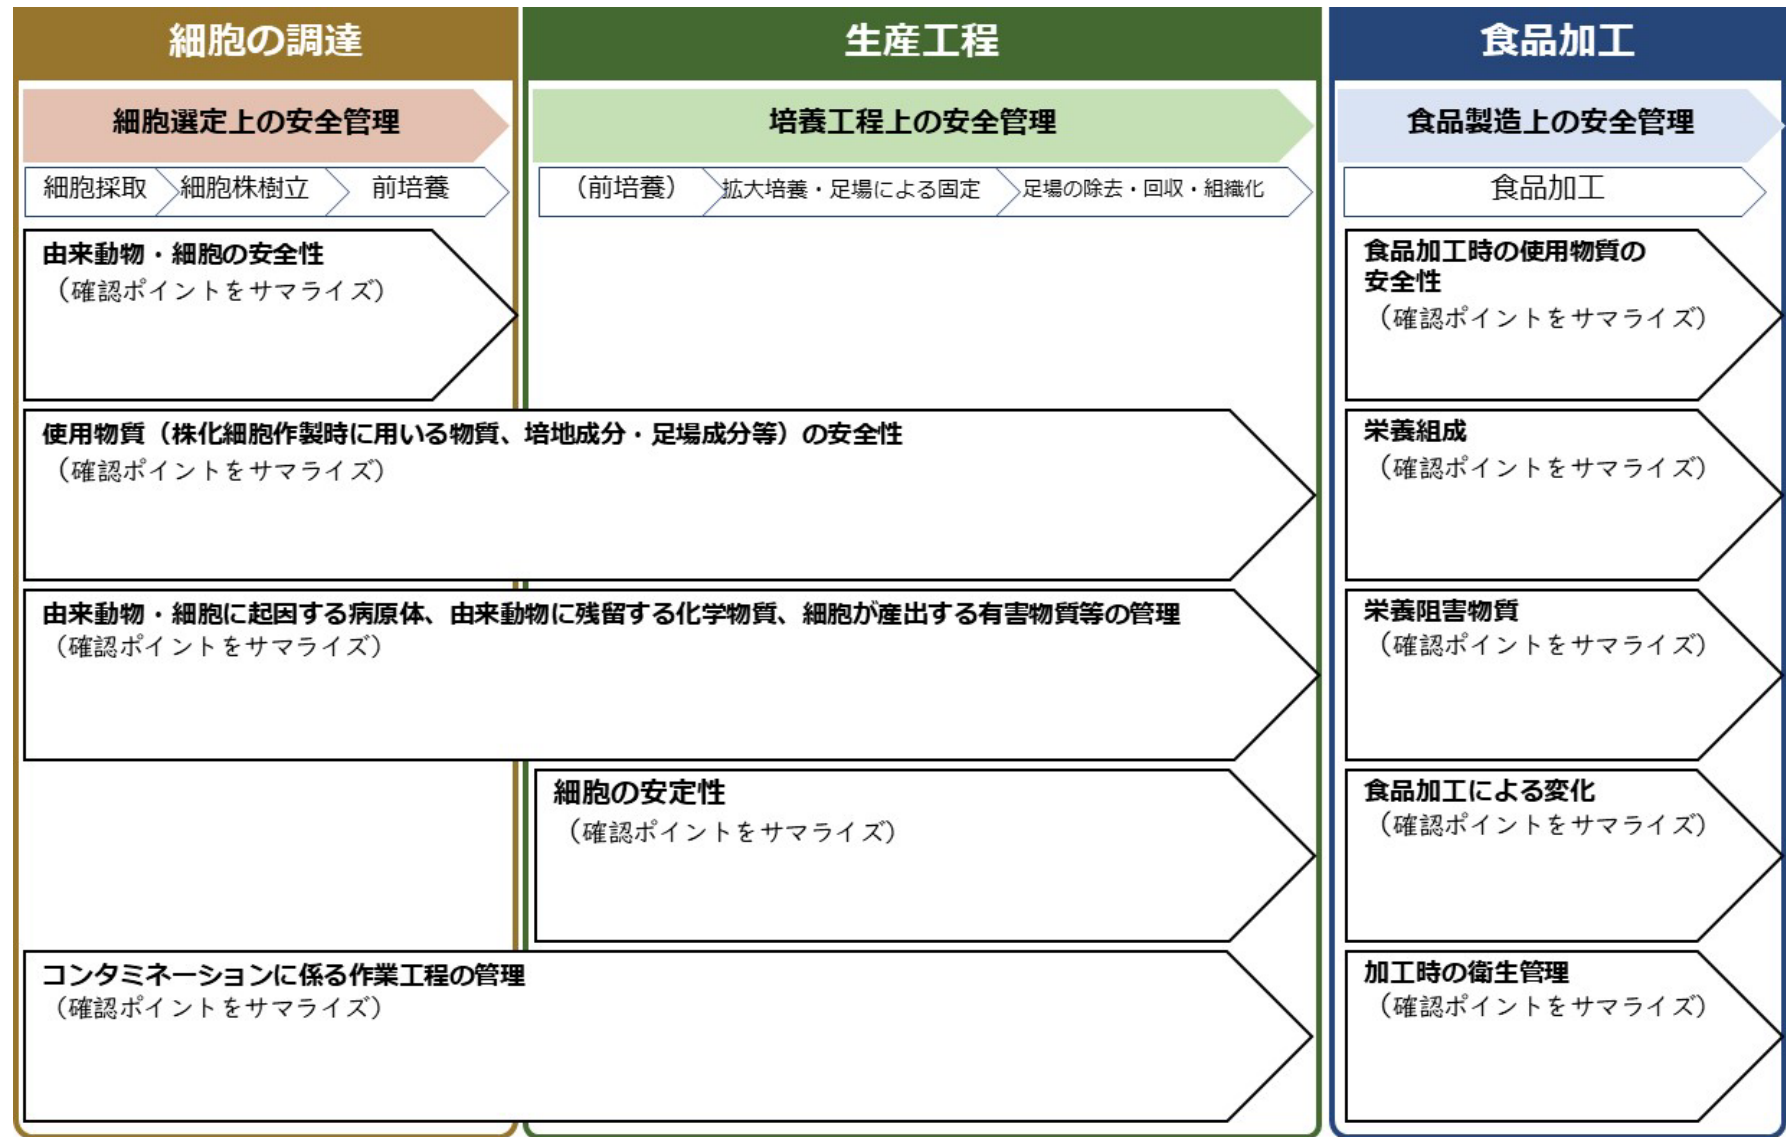 細胞の調達
生産工程
食品加工
細胞選定上の安全管理
培養工程上の安全管理
食品製造上の安全管理
細胞採取
細胞株樹立
前培養
（前培養）
拡大培養・足場による固定
足場の除去・回収・組織化
食品加工
由来動物・細胞の安全性
（確認ポイントをサマライズ）
食品加工時の使用物質の
安全性
（確認ポイントをサマライズ）
使用物質（株化細胞作製時に用いる物質、培地成分・足場成分等）の安全性
（確認ポイントをサマライズ）
栄養組成
（確認ポイントをサマライズ）
由来動物・細胞に起因する病原体、由来動物に残留する化学物質、細胞が産出する有害物質等の管理
（確認ポイントをサマライズ）
栄養阻害物質
（確認ポイントをサマライズ）
細胞の安定性
（確認ポイントをサマライズ）
食品加工による変化
（確認ポイントをサマライズ）
コンタミネーションに係る作業工程の管理
（確認ポイントをサマライズ）
加工時の衛生管理
（確認ポイントをサマライズ）